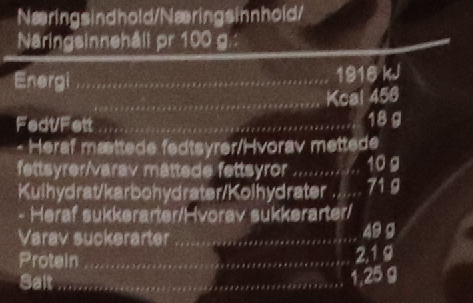 Næringsindhold/Næringsinnhold/
Näringsinnehåll pr 100 g.:
Energi ........ 1916 kJ
........ Kcal 456
Fedt/Fett ........ 18 g
- Heraf mættede fedtsyrer/Hvorav mettede
fettsyrer/varav mättade fettsyror ........ 10 g
Kulhydrat/karbohydrater/Kolhydrater ..... 71 g
- Heraf sukkerarter/Hvorav sukkerarter/
Varav suckerarter ........ 49 g
Protein ........ 2,1 g
Salt ........ 1,25 g